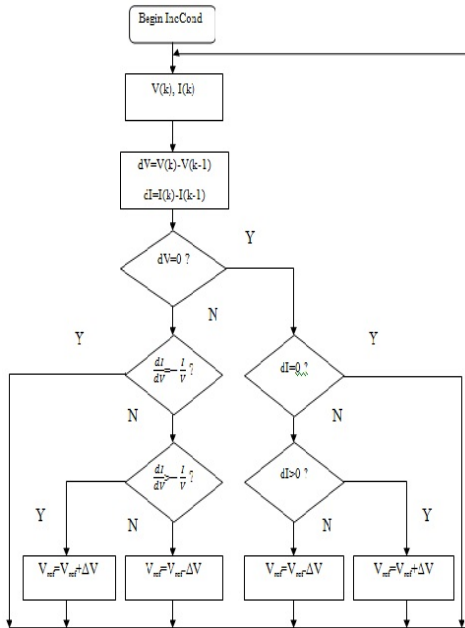 Begin IncCond
V(k), I(k)
dV=V(k)-V(k-1)
dI=I(k)-I(k-1)
Y
dV=0 ?
N
Y
Y
dI/dV=-I/V ?
dI=0 ?
N
N
dI/dV>-I/V ?
dI>0 ?
Y
N
N
Y
Vref=Vref+ΔV
Vref=Vref-ΔV
Vref=Vref-ΔV
Vref=Vref+ΔV